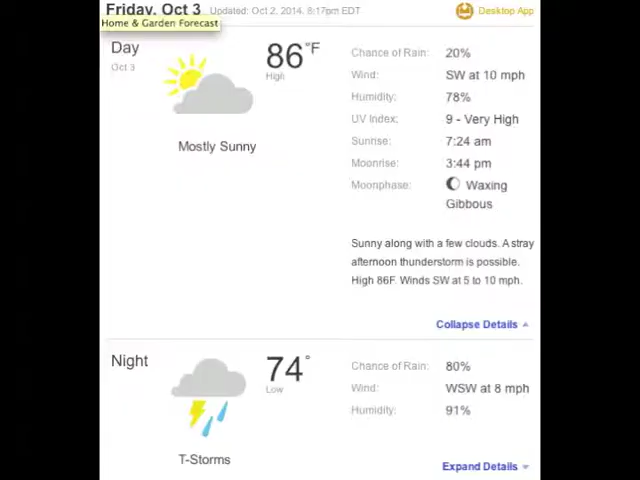 Friday, Oct 3 Updated: Oct 2, 2014, 8:17pm EDT Desktop App
Home & Garden Forecast
Day
Oct 3
86°F
High
Mostly Sunny
Chance of Rain: 20%
Wind: SW at 10 mph
Humidity: 78%
UV Index: 9 - Very High
Sunrise: 7:24 am
Moonrise: 3:44 pm
Moonphase: Waxing
Gibbous
Sunny along with a few clouds. A stray
afternoon thunderstorm is possible.
High 86F. Winds SW at 5 to 10 mph.
Collapse Details
Night
74°
Low
T-Storms
Chance of Rain: 80%
Wind: WSW at 8 mph
Humidity: 91%
Expand Details